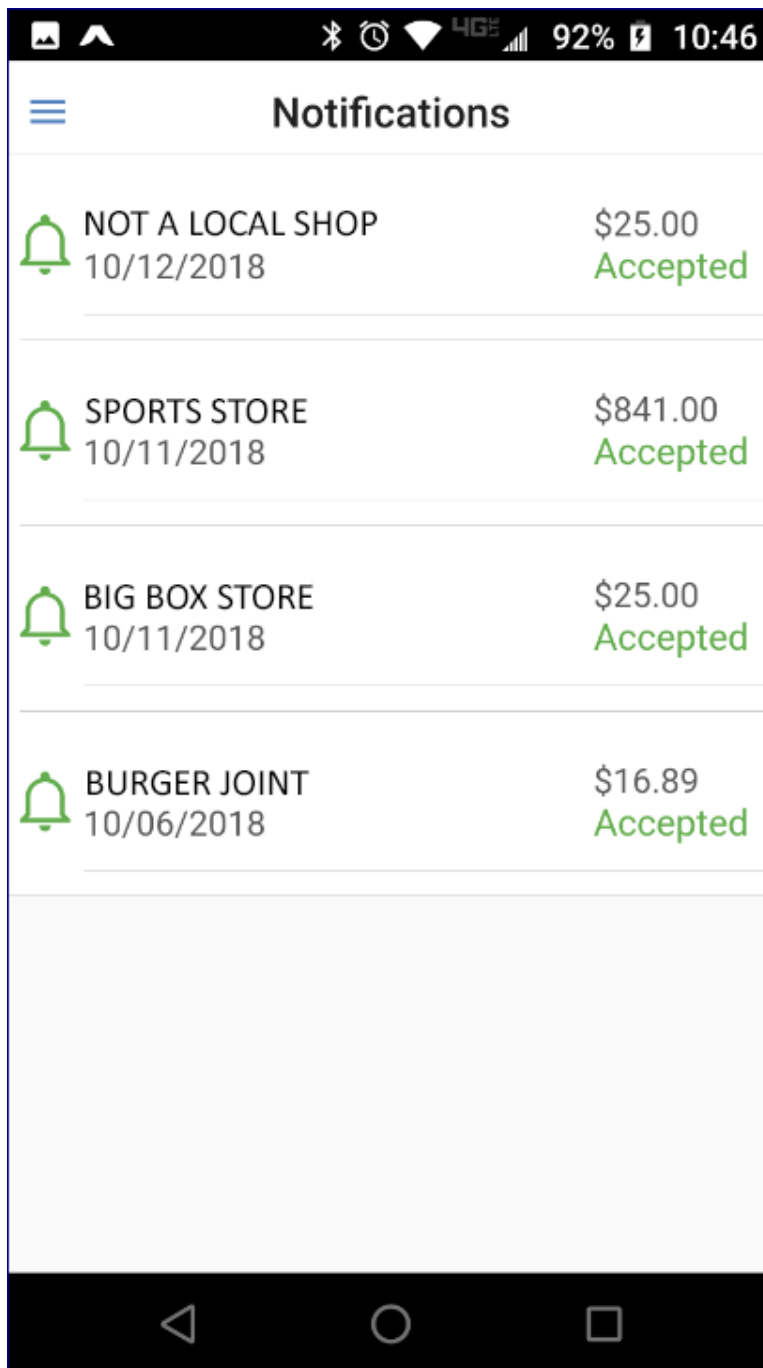 4G LTE 92% 10:46
Notifications
NOT A LOCAL SHOP $25.00
10/12/2018 Accepted
SPORTS STORE $841.00
10/11/2018 Accepted
BIG BOX STORE $25.00
10/11/2018 Accepted
BURGER JOINT $16.89
10/06/2018 Accepted